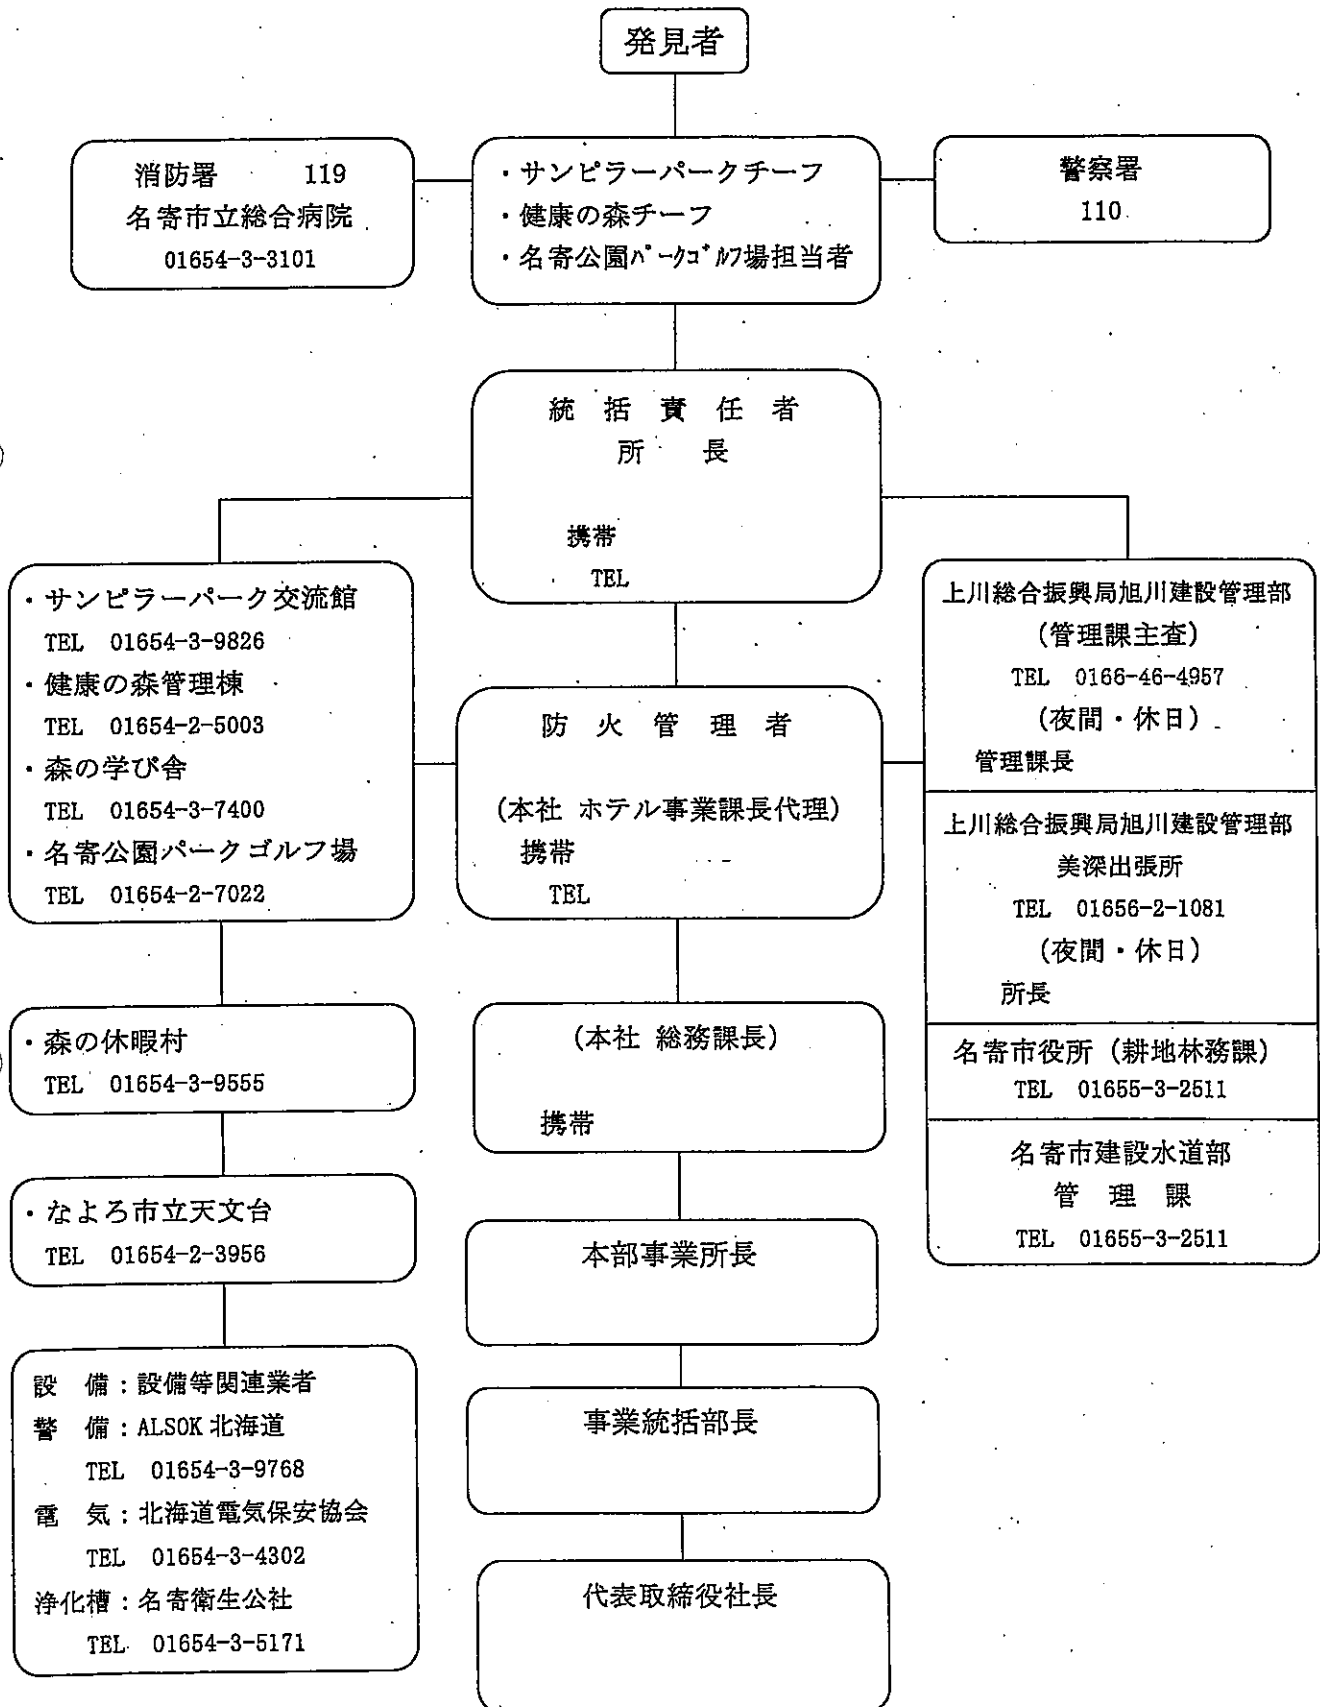 発見者
消防署 119
名寄市立総合病院
01654-3-3101
・サンピラーパークチーフ
・健康の森チーフ
・名寄公園ﾊﾟｰｸｺﾞﾙﾌ場担当者
警察署
110
統括責任者
所長
携帯
TEL
・サンピラーパーク交流館
TEL 01654-3-9826
・健康の森管理棟
TEL 01654-2-5003
・森の学び舎
TEL 01654-3-7400
・名寄公園パークゴルフ場
TEL 01654-2-7022
防火管理者
(本社 ホテル事業課長代理)
携帯
TEL
上川総合振興局旭川建設管理部
(管理課主査)
TEL 0166-46-4957
(夜間・休日)
管理課長
上川総合振興局旭川建設管理部
美深出張所
TEL 01656-2-1081
(夜間・休日)
所長
名寄市役所 (耕地林務課)
TEL 01655-3-2511
名寄市建設水道部
管理課
TEL 01655-3-2511
・森の休暇村
TEL 01654-3-9555
(本社 総務課長)
携帯
・なよろ市立天文台
TEL 01654-2-3956
本部事業所長
設備：設備等関連業者
警備：ALSOK北海道
TEL 01654-3-9768
電気：北海道電気保安協会
TEL 01654-3-4302
浄化槽：名寄衛生公社
TEL 01654-3-5171
事業統括部長
代表取締役社長